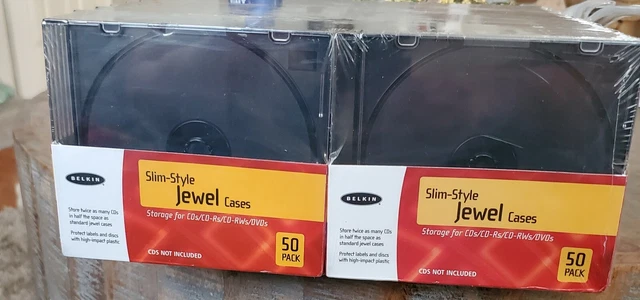 BELKIN
Slim-Style
Jewel Cases
Storage for CDs/CD-Rs/CD-RWs/DVDs
Store twice as many CDs
in half the space as
standard jewel cases
Protect labels and discs
with high-impact plastic
CDS NOT INCLUDED
50
PACK
BELKIN
Slim-Style
Jewel Cases
Storage for CDs/CD-Rs/CD-RWs/DVDs
Store twice as many CDs
in half the space as
standard jewel cases
Protect labels and discs
with high-impact plastic
CDS NOT INCLUDED
50
PACK